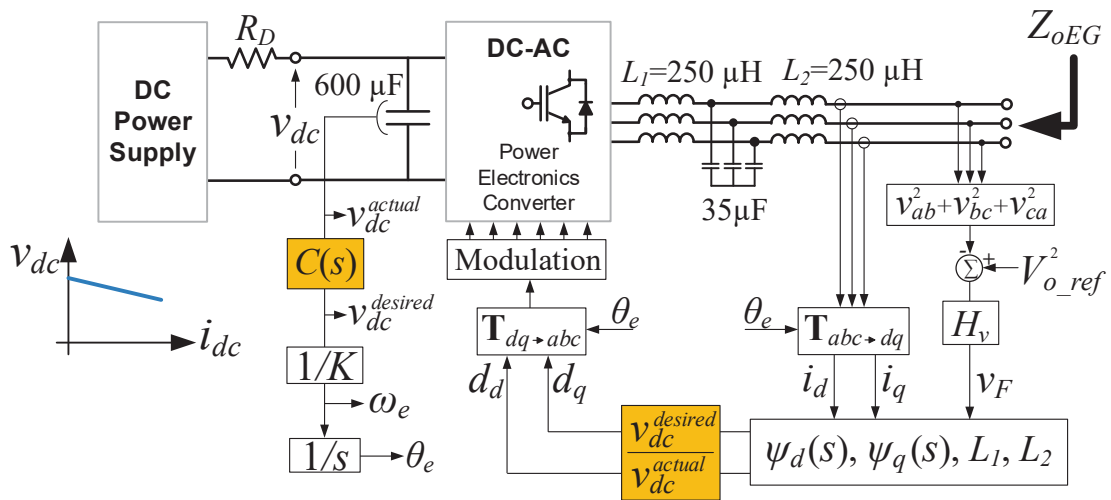 R_D
DC Power Supply
v_dc
600 µF
DC-AC
Power
Electronics
Converter
L_1=250 µH
L_2=250 µH
Z_oEG
35µF
v_ab^2+v_bc^2+v_ca^2
-
+
Σ
V_o_ref^2
H_v
v_F
v_dc^actual
C(s)
v_dc^desired
1/K
ω_e
1/s
θ_e
v_dc
i_dc
Modulation
T_dq→abc
θ_e
d_d
d_q
θ_e
T_abc→dq
i_d
i_q
v_dc^desired
v_dc^actual
ψ_d(s), ψ_q(s), L_1, L_2